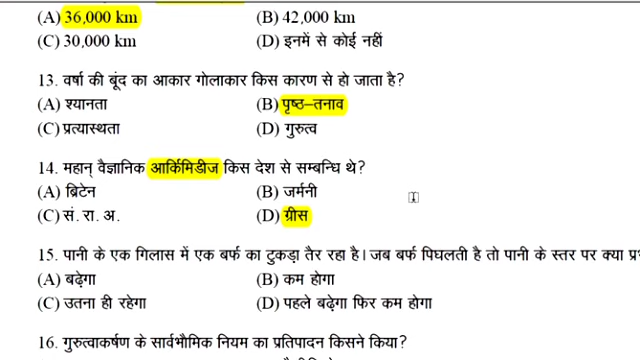 (A) 36,000 km (B) 42,000 km
(C) 30,000 km (D) इनमें से कोई नहीं
13. वर्षा की बूंद का आकार गोलाकार किस कारण से हो जाता है?
(A) श्यानता (B) पृष्ठ–तनाव
(C) प्रत्यास्थता (D) गुरुत्व
14. महान् वैज्ञानिक आर्किमिडीज किस देश से सम्बन्धि थे?
(A) ब्रिटेन (B) जर्मनी
(C) सं. रा. अ. (D) ग्रीस
15. पानी के एक गिलास में एक बर्फ का टुकड़ा तैर रहा है। जब बर्फ पिघलती है तो पानी के स्तर पर क्या
(A) बढ़ेगा (B) कम होगा
(C) उतना ही रहेगा (D) पहले बढ़ेगा फिर कम होगा
16. गुरुत्वाकर्षण के सार्वभौमिक नियम का प्रतिपादन किसने किया?